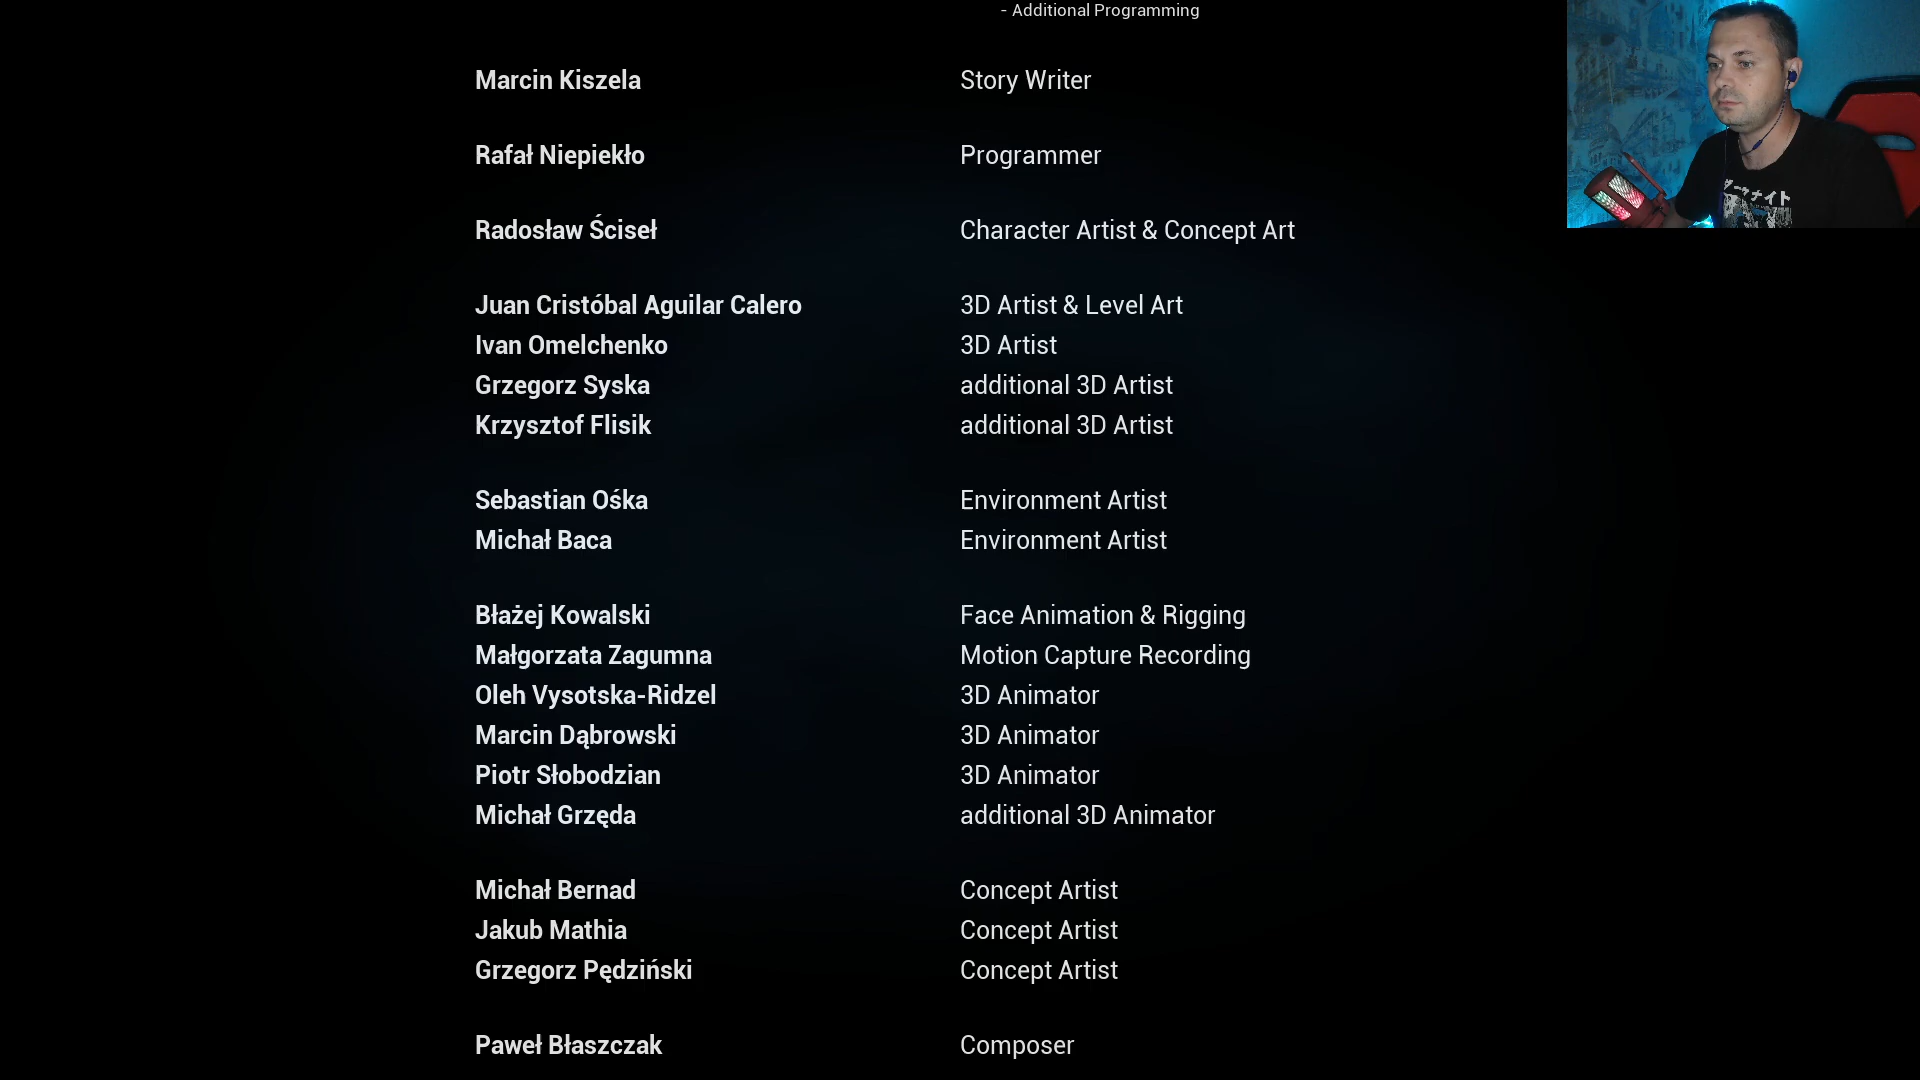 - Additional Programming
Marcin Kiszela Story Writer
Rafał Niepiekło Programmer
Radosław Ściseł Character Artist & Concept Art
Juan Cristóbal Aguilar Calero 3D Artist & Level Art
Ivan Omelchenko 3D Artist
Grzegorz Syska additional 3D Artist
Krzysztof Flisik additional 3D Artist
Sebastian Ośka Environment Artist
Michał Baca Environment Artist
Błażej Kowalski Face Animation & Rigging
Małgorzata Zagumna Motion Capture Recording
Oleh Vysotska-Ridzel 3D Animator
Marcin Dąbrowski 3D Animator
Piotr Słobodzian 3D Animator
Michał Grzęda additional 3D Animator
Michał Bernad Concept Artist
Jakub Mathia Concept Artist
Grzegorz Pędziński Concept Artist
Paweł Błaszczak Composer